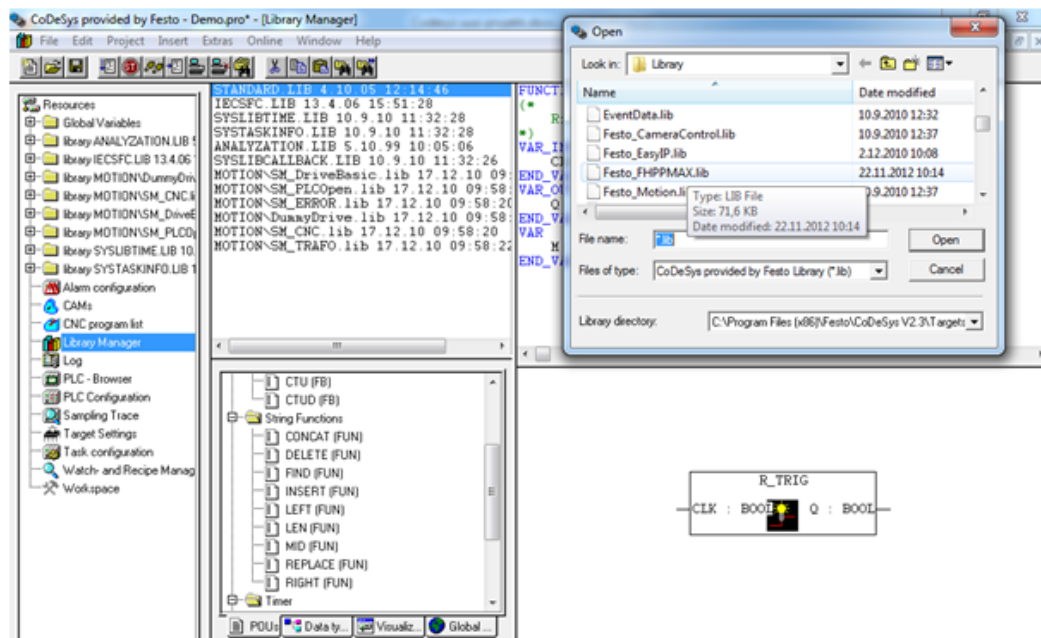 CoDeSys provided by Festo - Demo.pro* - [Library Manager]
File Edit Project Insert Extras Online Window Help
Resources
Global Variables
library ANALYZATION.LIB 5
library IECSFC.LIB 13.4.06
library MOTION\DummyDriv
library MOTION\SM_CNC.li
library MOTION\SM_DriveE
library MOTION\SM_PLCOp
library SYSLIBTIME.LIB 10.
library SYSTASKINFO.LIB 1
Alarm configuration
CAMs
CNC program list
Library Manager
Log
PLC - Browser
PLC Configuration
Sampling Trace
Target Settings
Task configuration
Watch- and Recipe Manag
Workspace
STANDARD.LIB 4.10.05 12:14:46
IECSFC.LIB 13.4.06 15:51:28
SYSLIBTIME.LIB 10.9.10 11:32:28
SYSTASKINFO.LIB 10.9.10 11:32:28
ANALYZATION.LIB 5.10.99 10:05:06
SYSLIBCALLBACK.LIB 10.9.10 11:32:26
MOTION\SM_DriveBasic.lib 17.12.10 09:
MOTION\SM_PLCOpen.lib 17.12.10 09:58:
MOTION\SM_ERROR.lib 17.12.10 09:58:20
MOTION\DummyDrive.lib 17.12.10 09:58:
MOTION\SM_CNC.lib 17.12.10 09:58:20
MOTION\SM_TRAFO.lib 17.12.10 09:58:22
CTU (FB)
CTUD (FB)
String Functions
CONCAT (FUN)
DELETE (FUN)
FIND (FUN)
INSERT (FUN)
LEFT (FUN)
LEN (FUN)
MID (FUN)
REPLACE (FUN)
RIGHT (FUN)
Timer
POUs Data ty... Visualiz... Global ...
FUNCTI
(*
*)
VAR_IN
END_VA
VAR_OU
Q
END_VA
VAR
M
END_VA
Open
Look in: Library
Name Date modified
EventData.lib 10.9.2010 12:32
Festo_CameraControl.lib 10.9.2010 12:37
Festo_EasyIP.lib 2.12.2010 10:08
Festo_FHPPMAX.lib 22.11.2012 10:14
Festo_Motion.li 0.9.2010 12:37
Type: LIB File
Size: 71,6 KB
Date modified: 22.11.2012 10:14
File name: *.lib Open
Files of type: CoDeSys provided by Festo Library (*.lib) Cancel
Library directory: C:\Program Files (x86)\Festo\CoDeSys V2.3\Targets
R_TRIG
CLK : BOOL Q : BOOL